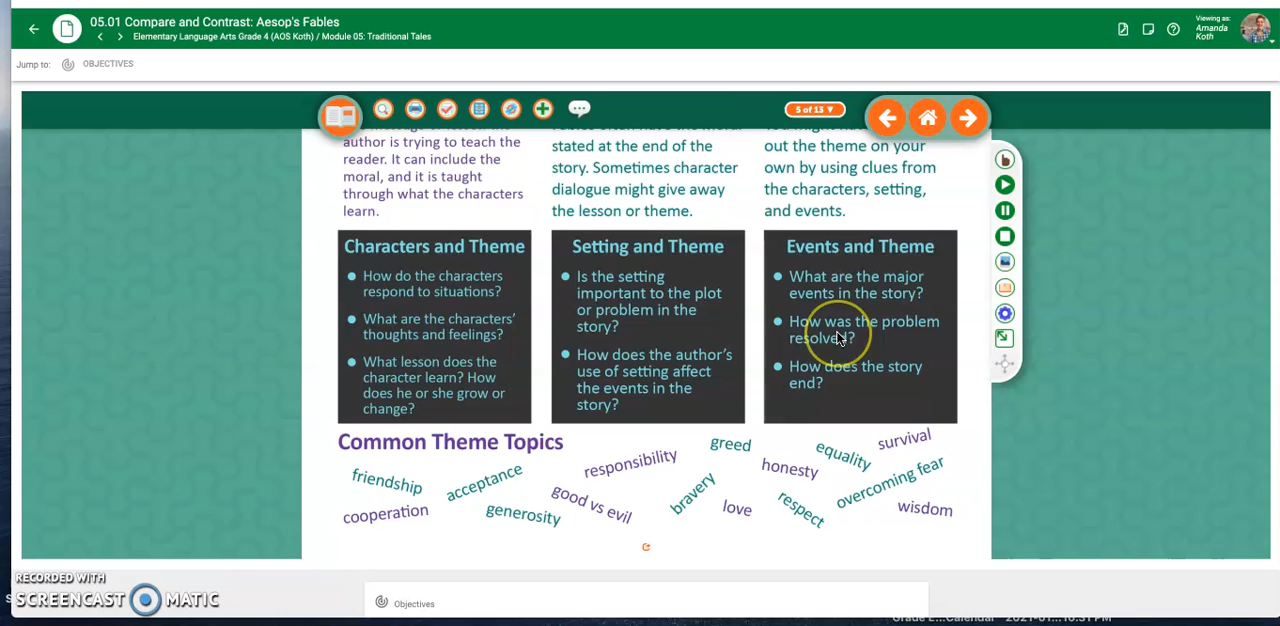 05.01 Compare and Contrast: Aesop's Fables
Elementary Language Arts Grade 4 (AOS Koth) / Module 05: Traditional Tales
Viewing as:
Amanda
Koth
Jump to:
OBJECTIVES
5 of 13 ▼
author is trying to teach the
reader. It can include the
moral, and it is taught
through what the characters
learn.
stated at the end of the
story. Sometimes character
dialogue might give away
the lesson or theme.
out the theme on your
own by using clues from
the characters, setting,
and events.
Characters and Theme
How do the characters
respond to situations?
What are the characters'
thoughts and feelings?
What lesson does the
character learn? How
does he or she grow or
change?
Setting and Theme
Is the setting
important to the plot
or problem in the
story?
How does the author's
use of setting affect
the events in the
story?
Events and Theme
What are the major
events in the story?
How was the problem
resolved?
How does the story
end?
Common Theme Topics
friendship
acceptance
responsibility
greed
honesty
equality
survival
cooperation
generosity
good vs evil
bravery
love
respect
overcoming fear
wisdom
RECORDED WITH
SCREENCAST MATIC
Objectives